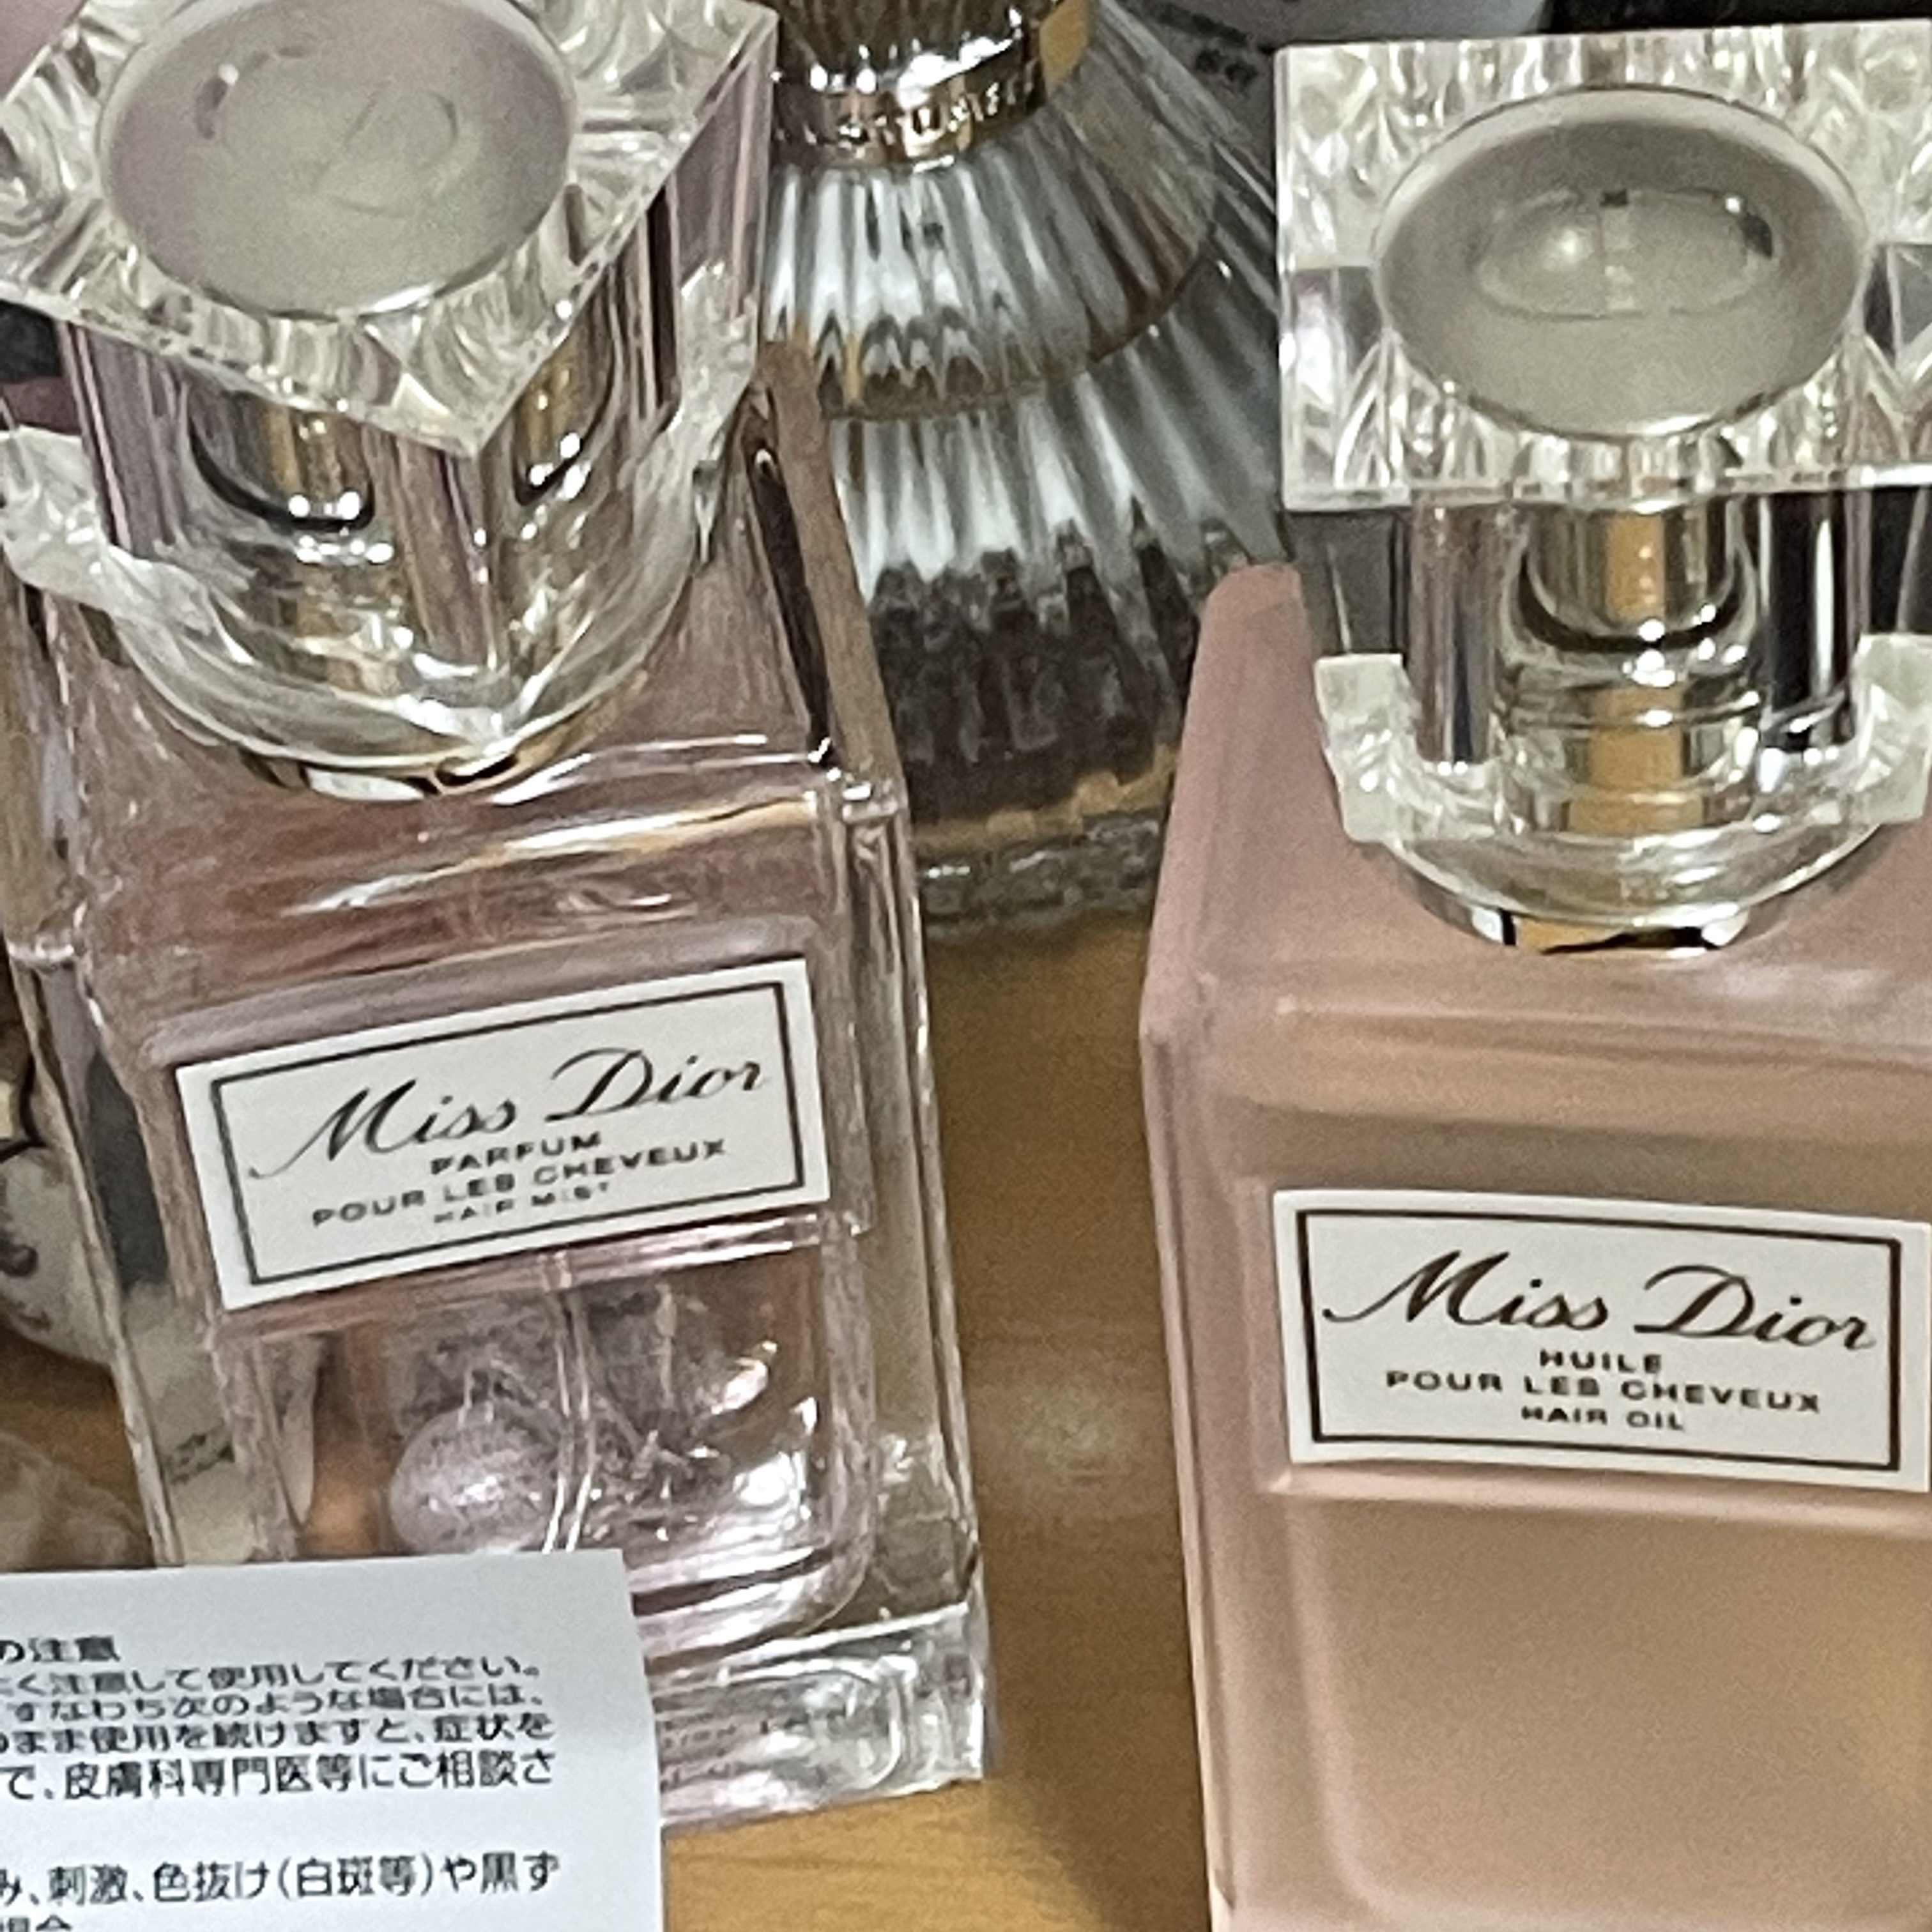 Miss Dior
PARFUM
POUR LES CHEVEUX
HAIR MIST
Miss Dior
HUILE
POUR LES CHEVEUX
HAIR OIL
の注意
く注意して使用してください。
すなわち次のような場合には、
まま使用を続けますと、症状を
で、皮膚科専門医等にご相談さ
み、刺激、色抜け(白斑等)や黒ず